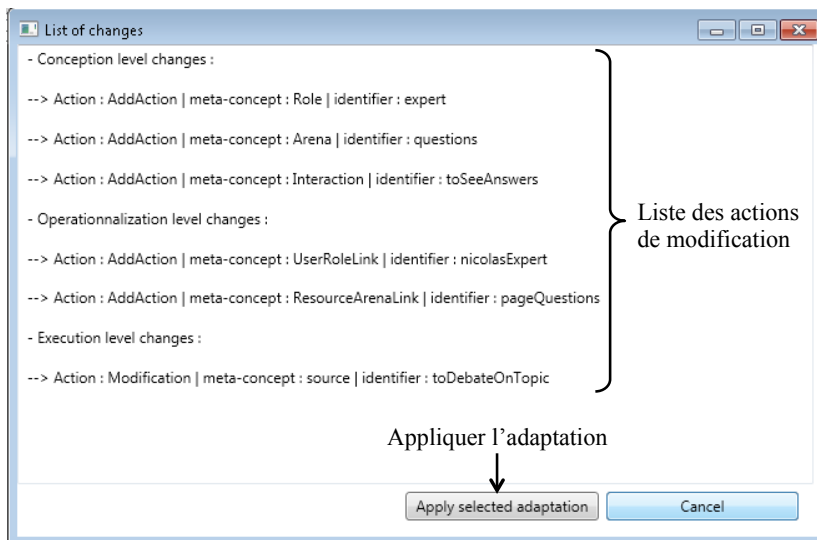 List of changes
- Conception level changes :
--> Action : AddAction | meta-concept : Role | identifier : expert
--> Action : AddAction | meta-concept : Arena | identifier : questions
--> Action : AddAction | meta-concept : Interaction | identifier : toSeeAnswers
- Operationnalization level changes :
--> Action : AddAction | meta-concept : UserRoleLink | identifier : nicolasExpert
--> Action : AddAction | meta-concept : ResourceArenaLink | identifier : pageQuestions
- Execution level changes :
--> Action : Modification | meta-concept : source | identifier : toDebateOnTopic
Liste des actions
de modification
Appliquer l’adaptation
Apply selected adaptation
Cancel